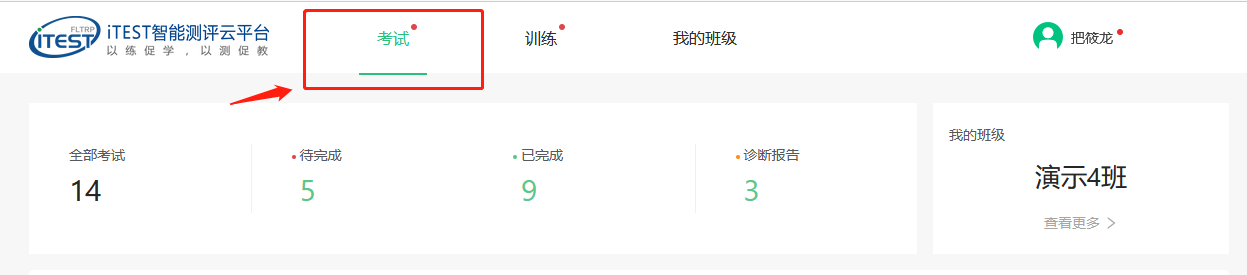 FLTRP
iTEST
iTEST智能测评云平台
以练促学，以测促教
考试
训练
我的班级
把筱龙
全部考试
14
待完成
5
已完成
9
诊断报告
3
我的班级
演示4班
查看更多 >